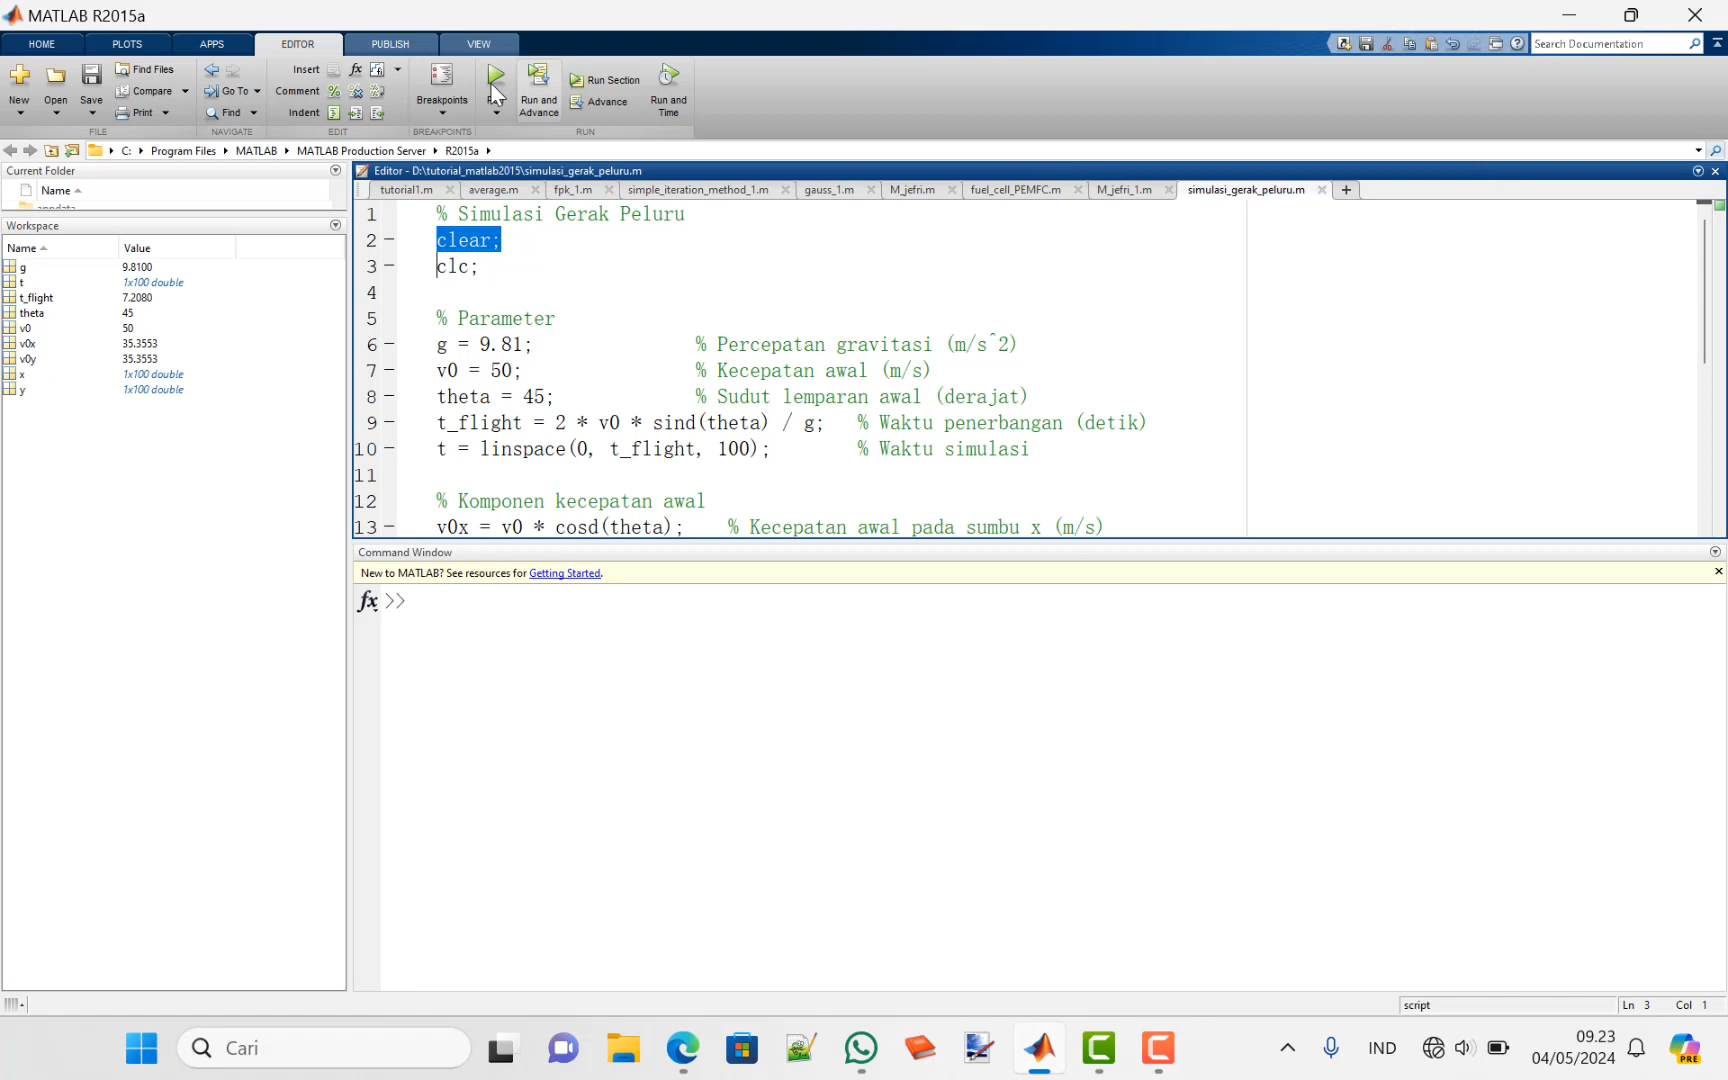 MATLAB R2015a
HOME PLOTS APPS EDITOR PUBLISH VIEW
Search Documentation
New Open Save
Find Files
Compare
Print
Go To
Find
Insert
Comment
Indent
fx
Breakpoints
Run and Advance
Run Section
Advance
Run and Time
FILE NAVIGATE EDIT BREAKPOINTS RUN
C: Program Files MATLAB MATLAB Production Server R2015a
Current Folder
Name
Workspace
Name Value
g 9.8100
t 1x100 double
t_flight 7.2080
theta 45
v0 50
v0x 35.3553
v0y 35.3553
x 1x100 double
y 1x100 double
Editor - D:\tutorial_matlab2015\simulasi_gerak_peluru.m
tutorial1.m average.m fpk_1.m simple_iteration_method_1.m gauss_1.m M_jefri.m fuel_cell_PEMFC.m M_jefri_1.m simulasi_gerak_peluru.m
1 % Simulasi Gerak Peluru
2 – clear;
3 – clc;
4
5 % Parameter
6 – g = 9.81; % Percepatan gravitasi (m/s^2)
7 – v0 = 50; % Kecepatan awal (m/s)
8 – theta = 45; % Sudut lemparan awal (derajat)
9 – t_flight = 2 * v0 * sind(theta) / g; % Waktu penerbangan (detik)
10 – t = linspace(0, t_flight, 100); % Waktu simulasi
11
12 % Komponen kecepatan awal
13 – v0x = v0 * cosd(theta); % Kecepatan awal pada sumbu x (m/s)
Command Window
New to MATLAB? See resources for Getting Started.
fx >>
script Ln 3 Col 1
Cari
IND
09.23
04/05/2024
PRE